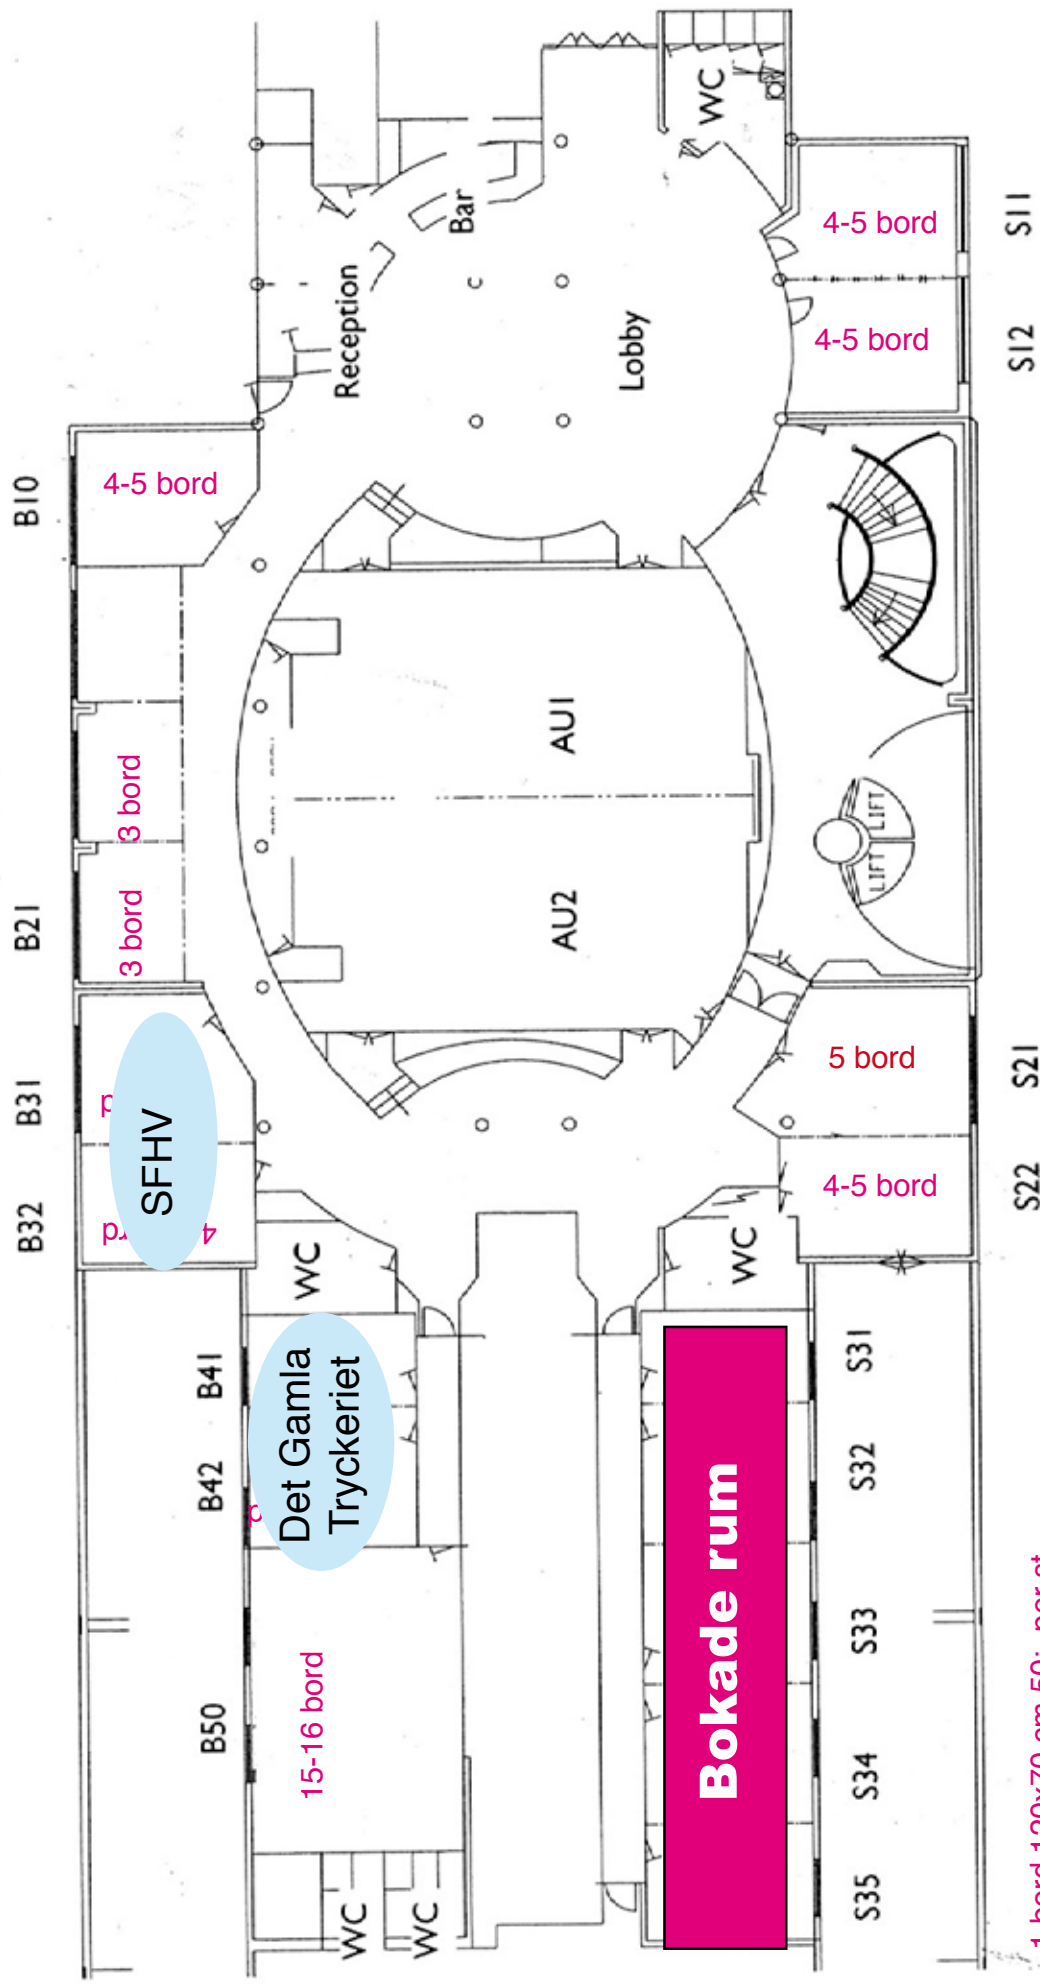 B10
B21
B31
B32
4-5 bord
3 bord
3 bord
SFHV
Reception
Bar
Lobby
WC
4-5 bord
4-5 bord
S11
S12
AU1
AU2
LIFT
LIFT
5 bord
4-5 bord
S21
S22
WC
WC
B41
B42
B50
Det Gamla
Tryckeriet
15-16 bord
WC
WC
Bokade rum
S31
S32
S33
S34
S35